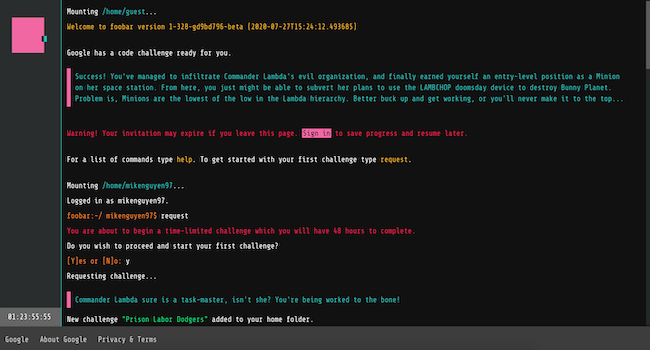 Mounting /home/guest...
Welcome to foobar version 1-328-gd9bd796-beta (2020-07-27T15:24:12.493685)
Google has a code challenge ready for you.
Success! You've managed to infiltrate Commander Lambda's evil organization, and finally earned yourself an entry-level position as a Minion
on her space station. From here, you just might be able to subvert her plans to use the LAMBCHOP doomsday device to destroy Bunny Planet.
Problem is, Minions are the lowest of the low in the Lambda hierarchy. Better buck up and get working, or you'll never make it to the top...
Warning! Your invitation may expire if you leave this page. Sign in to save progress and resume later.
For a list of commands type help. To get started with your first challenge type request.
Mounting /home/mikenguyen97...
Logged in as mikenguyen97.
foobar:~/ mikenguyen97$ request
You are about to begin a time-limited challenge which you will have 48 hours to complete.
Do you wish to proceed and start your first challenge?
[Y]es or [N]o: y
Requesting challenge...
Commander Lambda sure is a task-master, isn't she? You're being worked to the bone!
New challenge "Prison Labor Dodgers" added to your home folder.
01:23:55:55
Google About Google Privacy & Terms